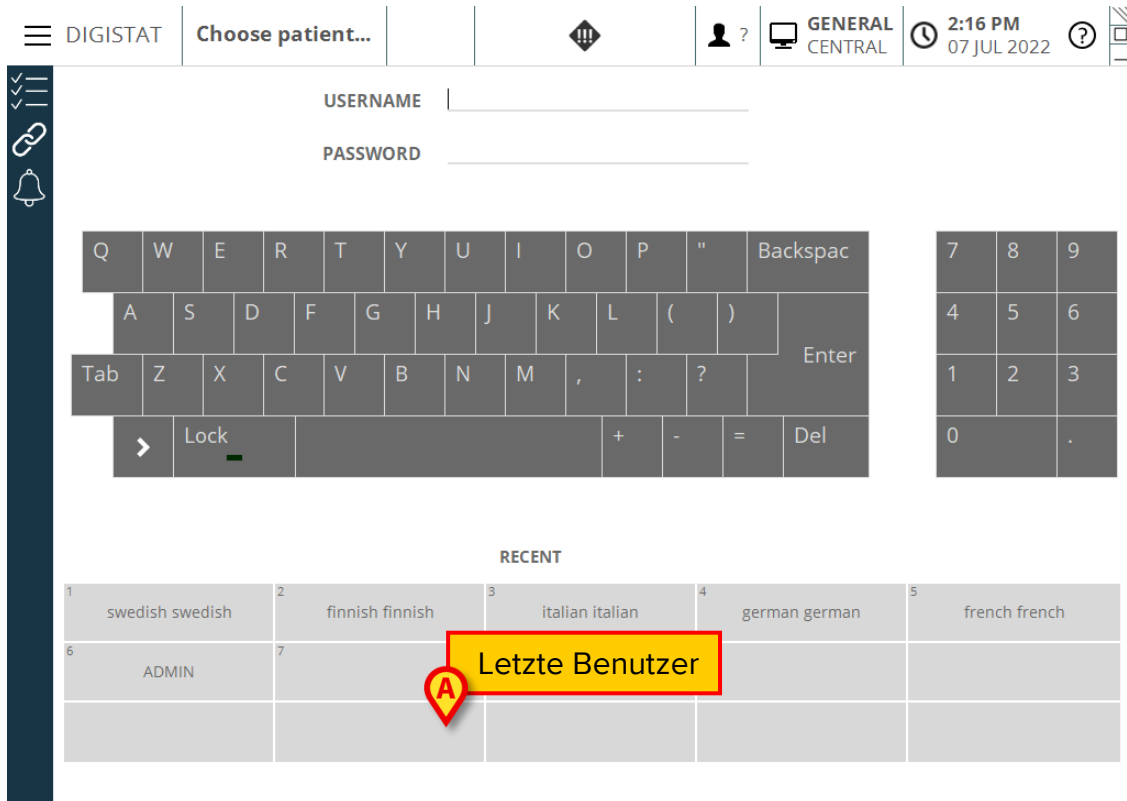 DIGISTAT Choose patient... ? GENERAL 2:16 PM ?
CENTRAL 07 JUL 2022
USERNAME
PASSWORD
Q W E R T Y U I O P " Backspac 7 8 9
A S D F G H J K L ( ) Enter 4 5 6
Tab Z X C V B N M , : ? 1 2 3
Lock + - = Del 0 .
RECENT
1 swedish swedish 2 finnish finnish 3 italian italian 4 german german 5 french french
6 ADMIN 7
Letzte Benutzer
A